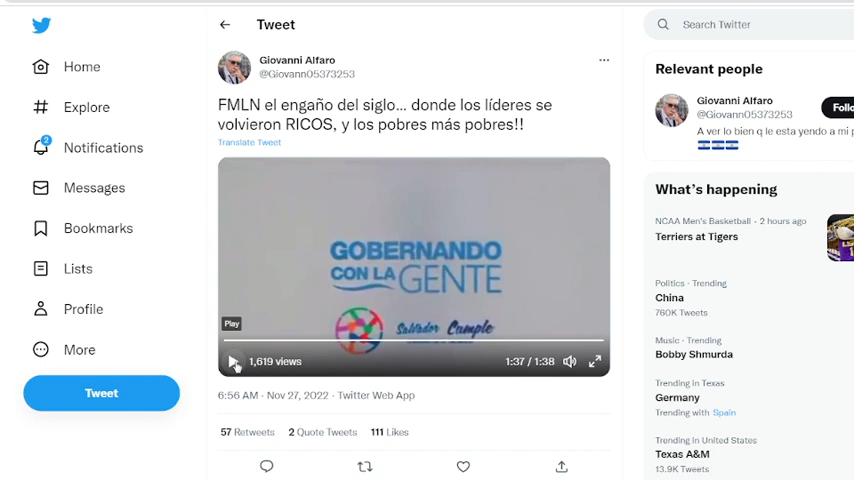 Tweet
Search Twitter
Home
Explore
2
Notifications
Messages
Bookmarks
Lists
Profile
More
Tweet
Giovanni Alfaro
@Giovann05373253
FMLN el engaño del siglo... donde los líderes se
volvieron RICOS, y los pobres más pobres!!
Translate Tweet
GOBERNANDO
CON LA GENTE
Salvador Cumple
Play
1,619 views
1:37 / 1:38
6:56 AM · Nov 27, 2022 · Twitter Web App
57 Retweets 2 Quote Tweets 111 Likes
Relevant people
Giovanni Alfaro
@Giovann05373253
Follo
A ver lo bien q le esta yendo a mi p
What's happening
NCAA Men's Basketball · 2 hours ago
Terriers at Tigers
Politics · Trending
China
760K Tweets
Music · Trending
Bobby Shmurda
Trending in Texas
Germany
Trending with Spain
Trending in United States
Texas A&M
13.9K Tweets